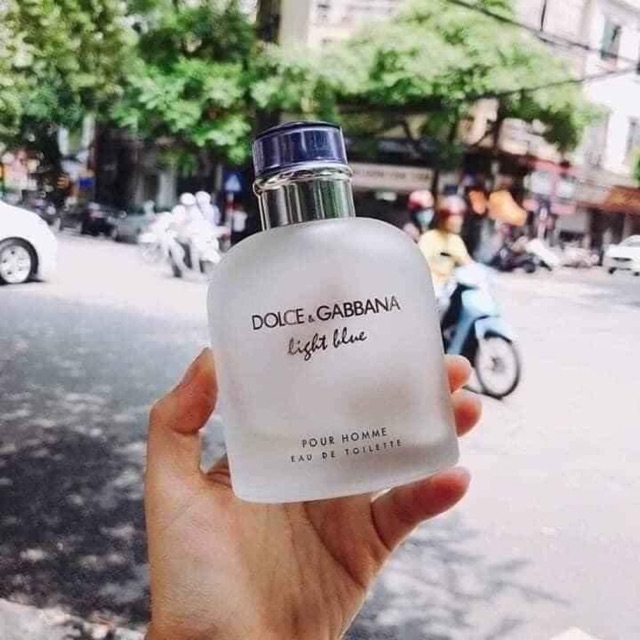 DOLCE & GABBANA
light blue
POUR HOMME
EAU DE TOILETTE